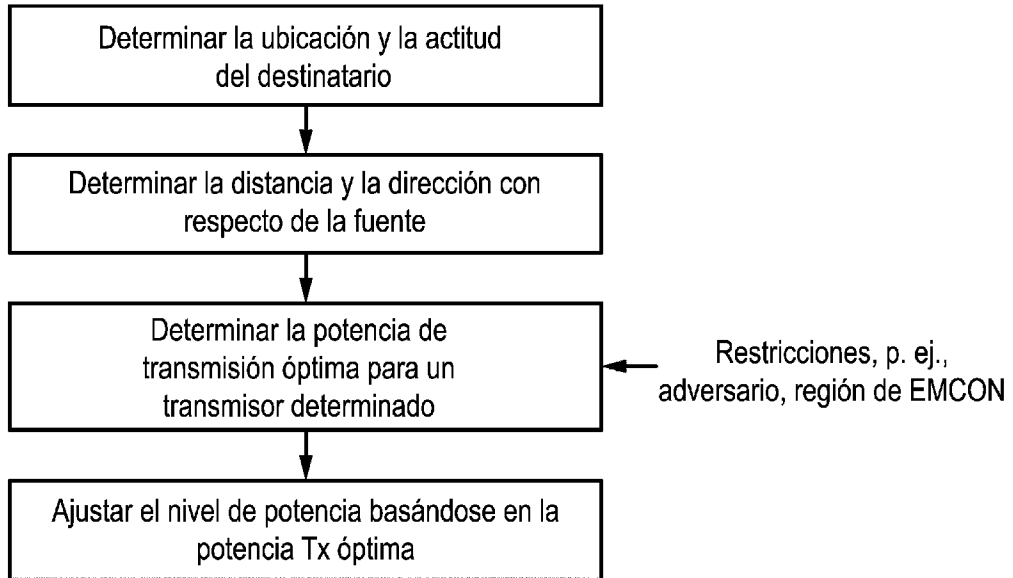 Determinar la ubicación y la actitud
del destinatario
Determinar la distancia y la dirección con
respecto de la fuente
Determinar la potencia de
transmisión óptima para un
transmisor determinado
Restricciones, p. ej.,
adversario, región de EMCON
Ajustar el nivel de potencia basándose en la
potencia Tx óptima